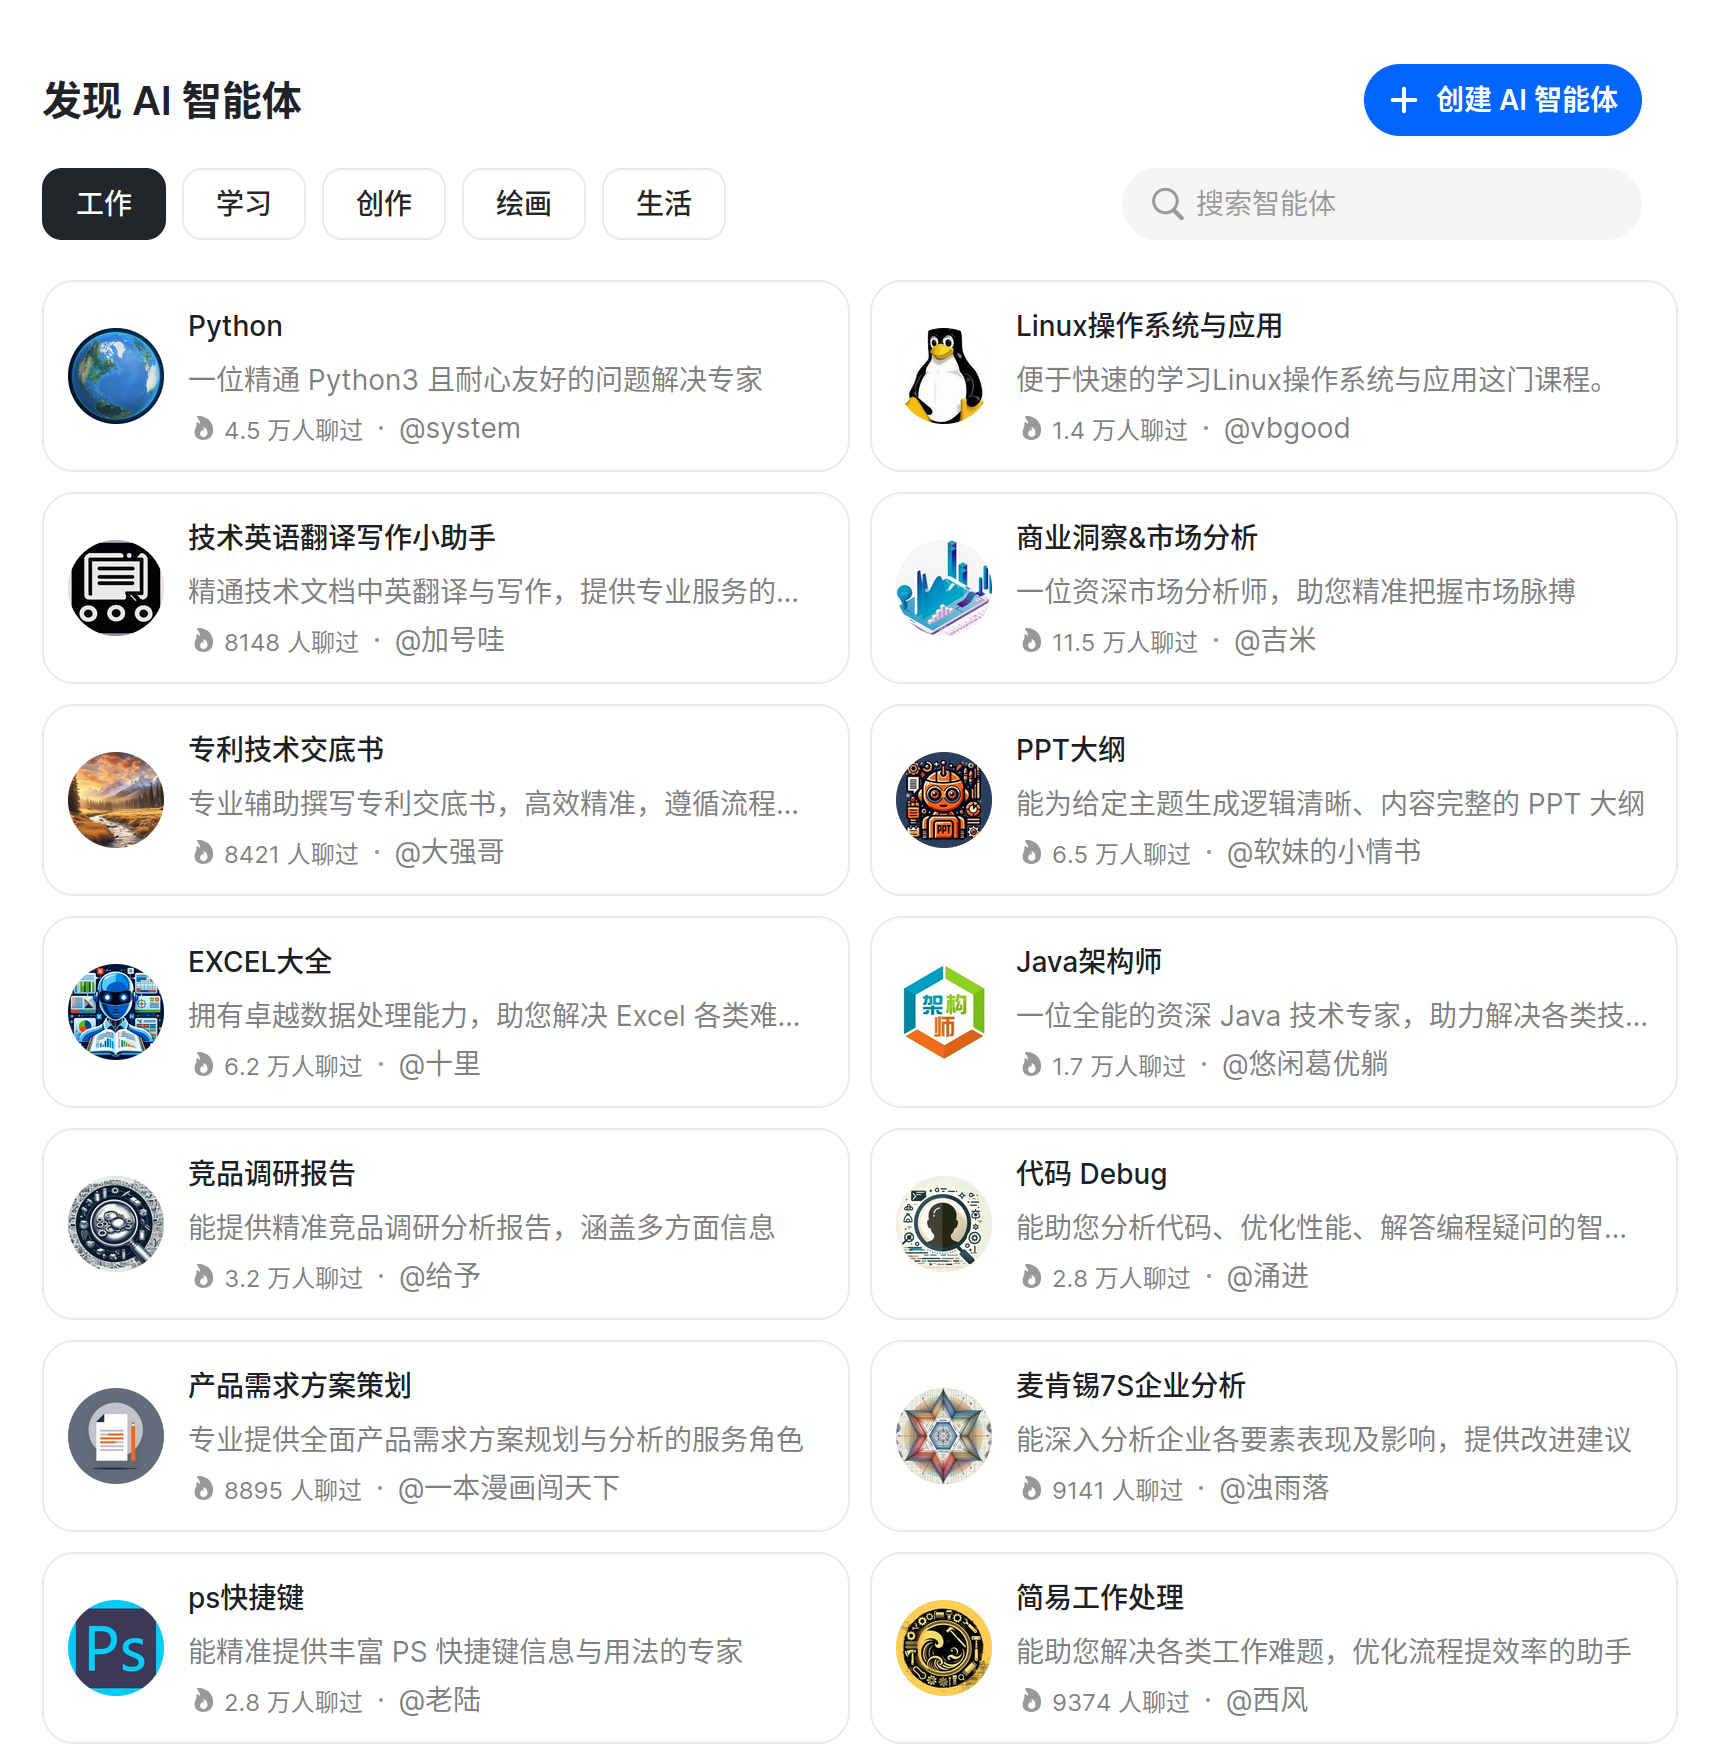 发现 AI 智能体
创建 AI 智能体
工作
学习
创作
绘画
生活
搜索智能体
Python
一位精通 Python3 且耐心友好的问题解决专家
4.5 万人聊过 · @system
Linux操作系统与应用
便于快速的学习Linux操作系统与应用这门课程。
1.4 万人聊过 · @vbgood
技术英语翻译写作小助手
精通技术文档中英翻译与写作，提供专业服务的...
8148 人聊过 · @加号哇
商业洞察&市场分析
一位资深市场分析师，助您精准把握市场脉搏
11.5 万人聊过 · @吉米
专利技术交底书
专业辅助撰写专利交底书，高效精准，遵循流程...
8421 人聊过 · @大强哥
PPT
PPT大纲
能为给定主题生成逻辑清晰、内容完整的 PPT 大纲
6.5 万人聊过 · @软妹的小情书
EXCEL大全
拥有卓越数据处理能力，助您解决 Excel 各类难...
6.2 万人聊过 · @十里
架构
师
Java架构师
一位全能的资深 Java 技术专家，助力解决各类技...
1.7 万人聊过 · @悠闲葛优躺
竞品调研报告
能提供精准竞品调研分析报告，涵盖多方面信息
3.2 万人聊过 · @给予
代码 Debug
能助您分析代码、优化性能、解答编程疑问的智...
2.8 万人聊过 · @涌进
产品需求方案策划
专业提供全面产品需求方案规划与分析的服务角色
8895 人聊过 · @一本漫画闯天下
麦肯锡7S企业分析
能深入分析企业各要素表现及影响，提供改进建议
9141 人聊过 · @浊雨落
Ps
ps快捷键
能精准提供丰富 PS 快捷键信息与用法的专家
2.8 万人聊过 · @老陆
简易工作处理
能助您解决各类工作难题，优化流程提效率的助手
9374 人聊过 · @西风